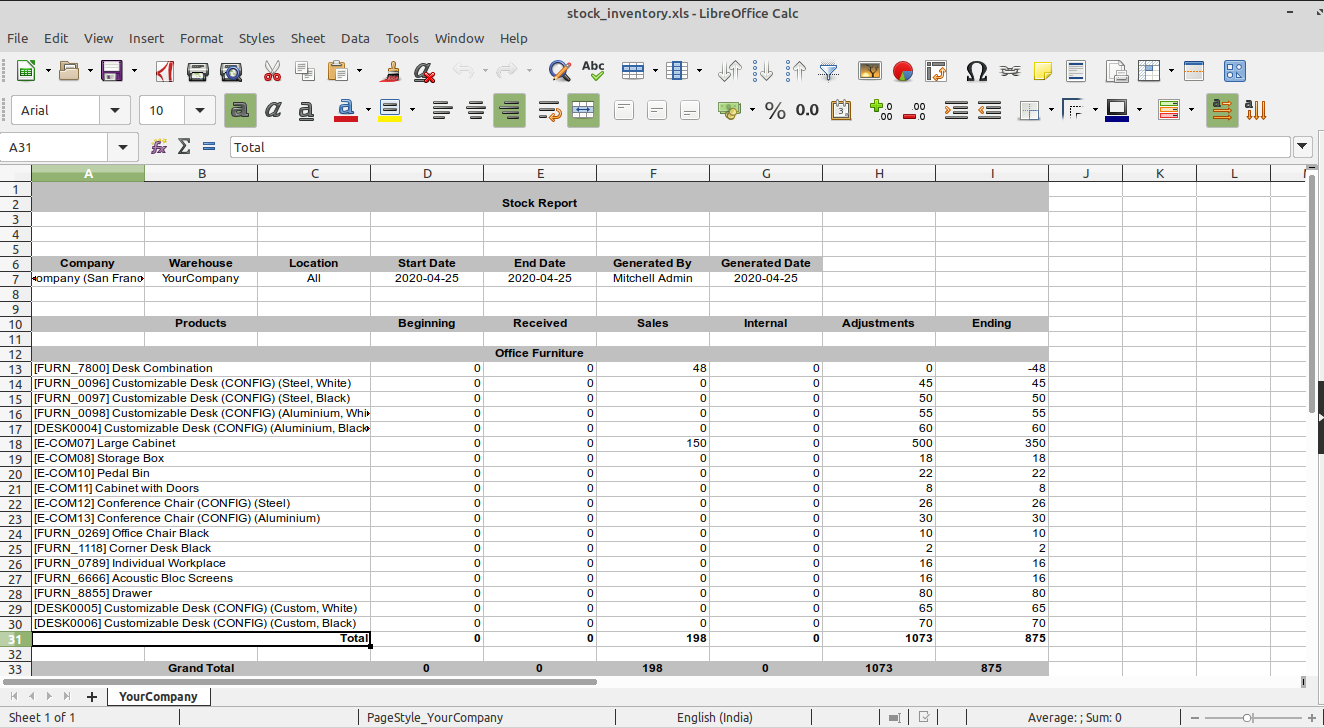 stock_inventory.xls - LibreOffice Calc
File Edit View Insert Format Styles Sheet Data Tools Window Help
Abc
Arial 10 a a a a % 0.0
A31 Σ = Total
A B C D E F G H I J K L
1
2 Stock Report
3
4
5
6 Company Warehouse Location Start Date End Date Generated By Generated Date
7 ompany (San Franc YourCompany All 2020-04-25 2020-04-25 Mitchell Admin 2020-04-25
8
9
10 Products Beginning Received Sales Internal Adjustments Ending
11
12 Office Furniture
13 [FURN_7800] Desk Combination 0 0 48 0 0 -48
14 [FURN_0096] Customizable Desk (CONFIG) (Steel, White) 0 0 0 0 45 45
15 [FURN_0097] Customizable Desk (CONFIG) (Steel, Black) 0 0 0 0 50 50
16 [FURN_0098] Customizable Desk (CONFIG) (Aluminium, Whi 0 0 0 0 55 55
17 [DESK0004] Customizable Desk (CONFIG) (Aluminium, Black 0 0 0 0 60 60
18 [E-COM07] Large Cabinet 0 0 150 0 500 350
19 [E-COM08] Storage Box 0 0 0 0 18 18
20 [E-COM10] Pedal Bin 0 0 0 0 22 22
21 [E-COM11] Cabinet with Doors 0 0 0 0 8 8
22 [E-COM12] Conference Chair (CONFIG) (Steel) 0 0 0 0 26 26
23 [E-COM13] Conference Chair (CONFIG) (Aluminium) 0 0 0 0 30 30
24 [FURN_0269] Office Chair Black 0 0 0 0 10 10
25 [FURN_1118] Corner Desk Black 0 0 0 0 2 2
26 [FURN_0789] Individual Workplace 0 0 0 0 16 16
27 [FURN_6666] Acoustic Bloc Screens 0 0 0 0 16 16
28 [FURN_8855] Drawer 0 0 0 0 80 80
29 [DESK0005] Customizable Desk (CONFIG) (Custom, White) 0 0 0 0 65 65
30 [DESK0006] Customizable Desk (CONFIG) (Custom, Black) 0 0 0 0 70 70
31 Total 0 0 198 0 1073 875
32
33 Grand Total 0 0 198 0 1073 875
YourCompany
Sheet 1 of 1 PageStyle_YourCompany English (India) Average: ; Sum: 0